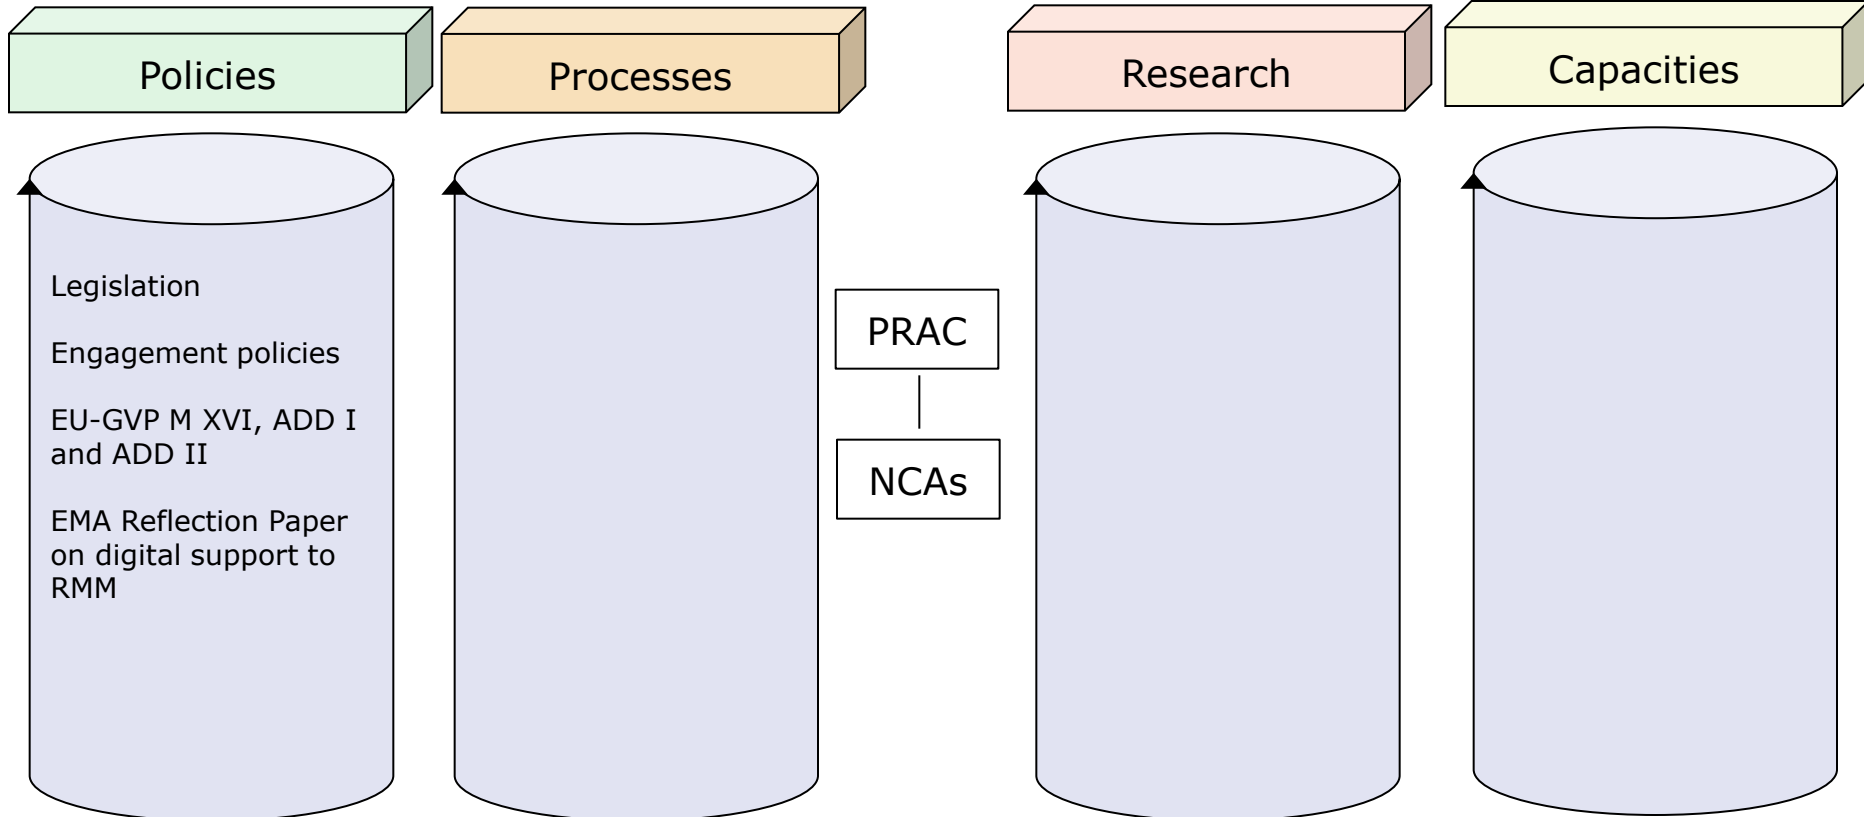 Policies
Processes
Research
Capacities
Legislation
Engagement policies
EU-GVP M XVI, ADD I
and ADD II
EMA Reflection Paper
on digital support to
RMM
PRAC
NCAs